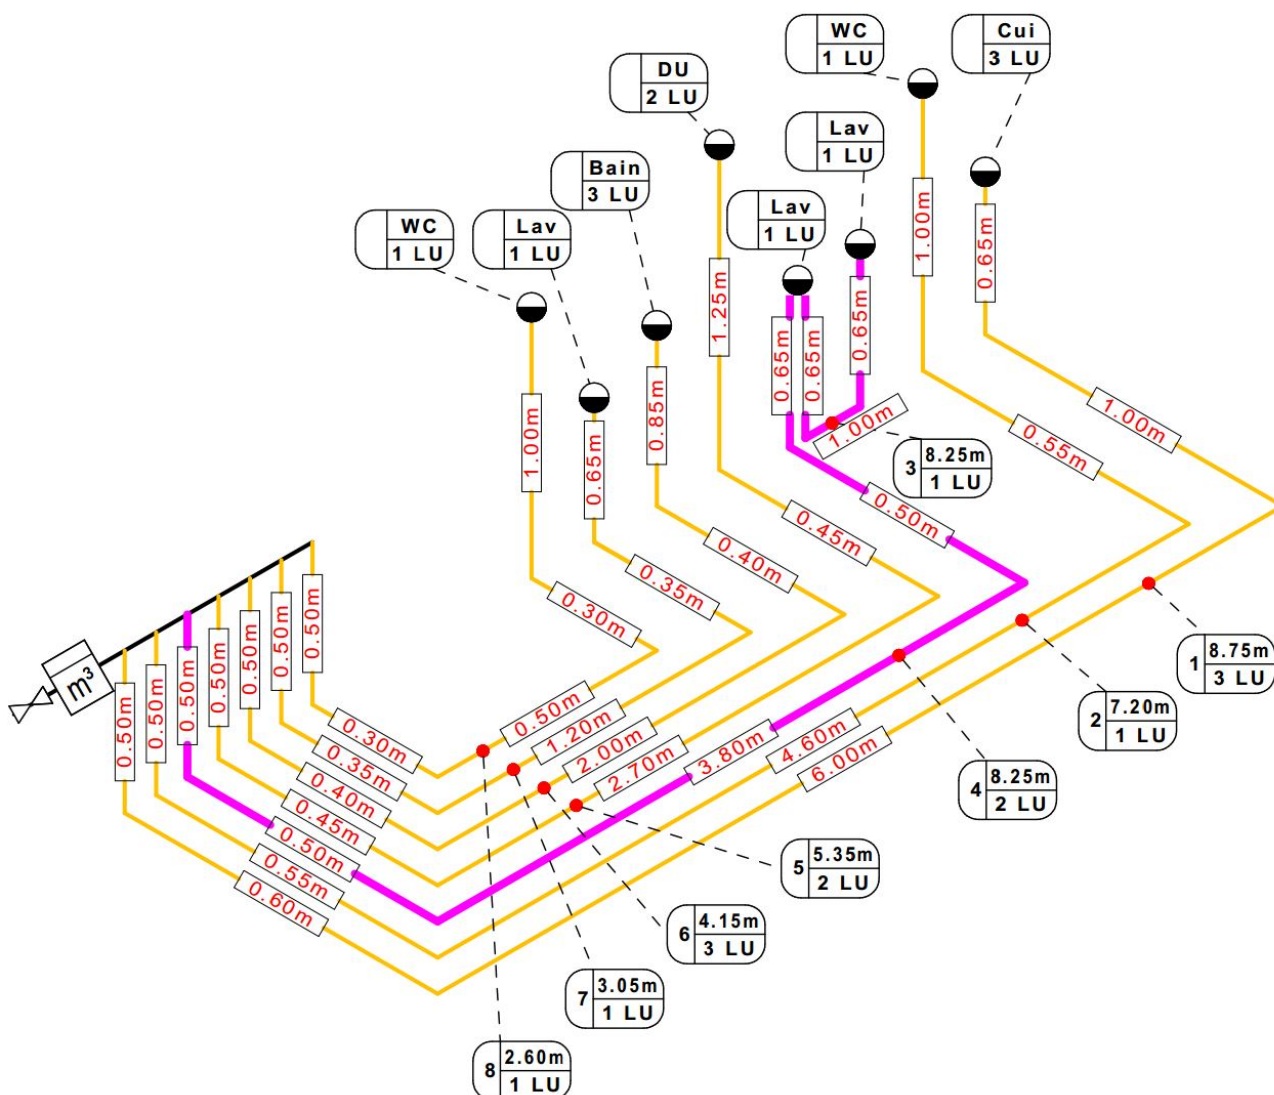 WC
1 LU
Cui
3 LU
DU
2 LU
Lav
1 LU
Bain
3 LU
Lav
1 LU
WC
1 LU
Lav
1 LU
1.00m
0.65m
1.25m
0.65m
0.65m
0.65m
0.85m
1.00m
0.65m
1.00m
1.00m
0.55m
3
8.25m
1 LU
0.50m
0.45m
0.40m
0.35m
0.30m
0.50m
0.50m
0.50m
0.50m
0.50m
0.50m
0.50m
m³
1
8.75m
3 LU
2
7.20m
1 LU
0.50m
1.20m
2.00m
2.70m
3.80m
4.60m
6.00m
0.30m
0.35m
0.40m
0.45m
0.50m
0.55m
0.60m
4
8.25m
2 LU
5
5.35m
2 LU
6
4.15m
3 LU
7
3.05m
1 LU
8
2.60m
1 LU